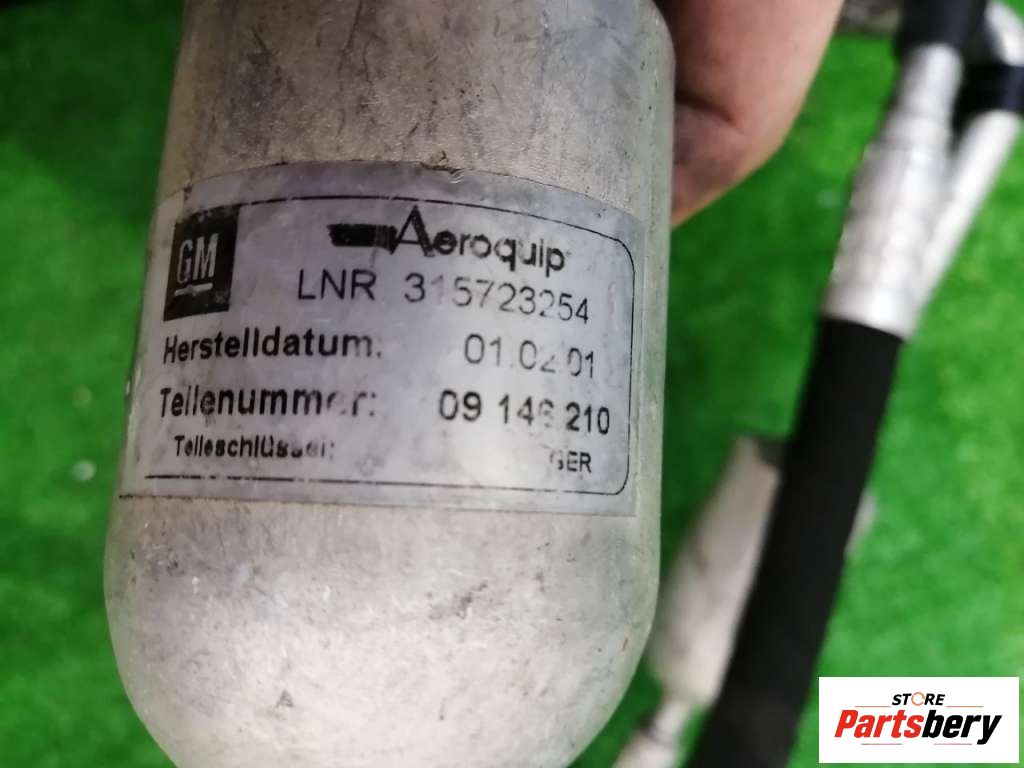 GM
Aeroquip
LNR 315723254
Herstelldatum: 01.02.01
Teilenummer: 09 146 210
Teileschlüssel: GER
STORE
Partsbery